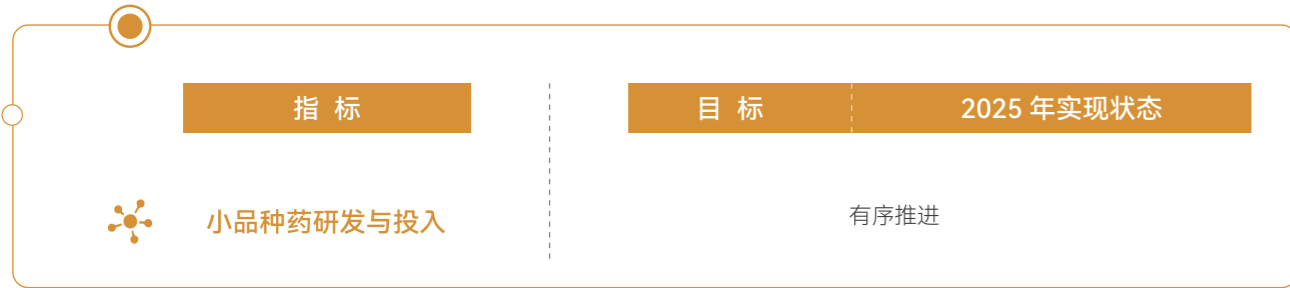 指 标
目 标
2025 年实现状态
小品种药研发与投入
有序推进